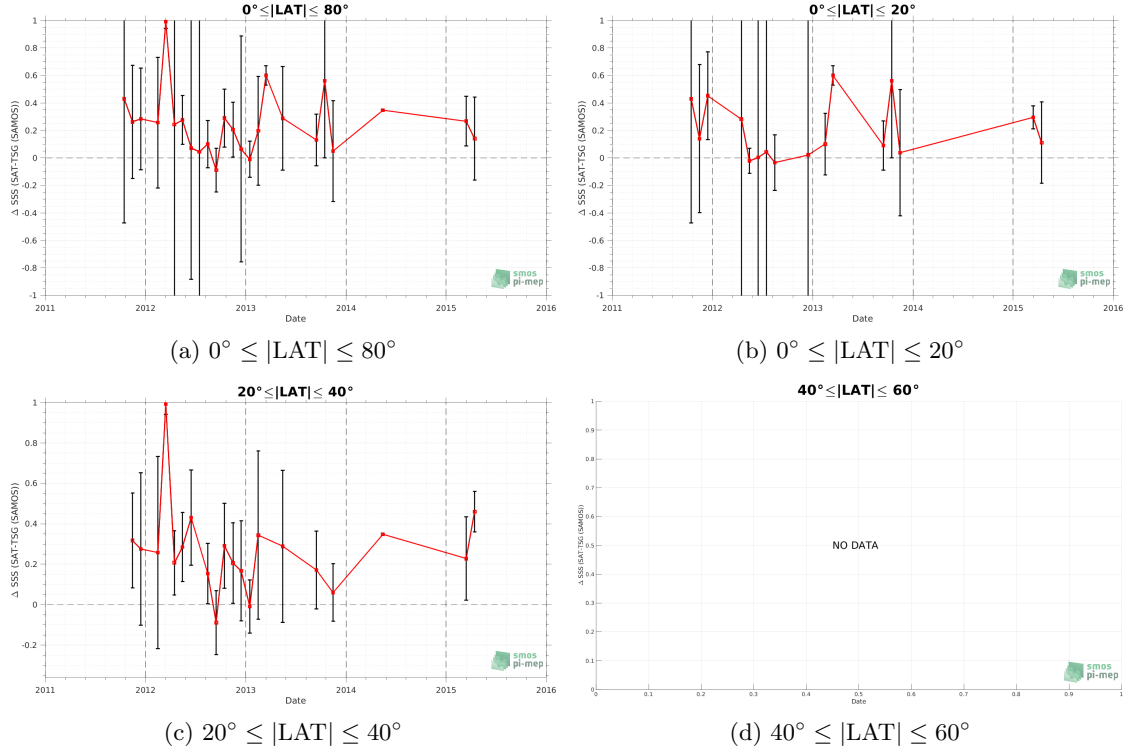 0°≤|LAT|≤ 80°
Δ SSS (SAT-TSG (SAMOS))
1
0.8
0.6
0.4
0.2
0
-0.2
-0.4
-0.6
-0.8
-1
2011 2012 2013 2014 2015 2016
Date
smos
pi-mep
(a) 0° ≤ |LAT| ≤ 80°
0°≤|LAT|≤ 20°
Δ SSS (SAT-TSG (SAMOS))
1
0.8
0.6
0.4
0.2
0
-0.2
-0.4
-0.6
-0.8
-1
2011 2012 2013 2014 2015 2016
Date
smos
pi-mep
(b) 0° ≤ |LAT| ≤ 20°
20°≤|LAT|≤ 40°
Δ SSS (SAT-TSG (SAMOS))
1
0.8
0.6
0.4
0.2
0
-0.2
2011 2012 2013 2014 2015 2016
Date
smos
pi-mep
(c) 20° ≤ |LAT| ≤ 40°
40°≤|LAT|≤ 60°
Δ SSS (SAT-TSG (SAMOS))
1
0.9
0.8
0.7
0.6
0.5
0.4
0.3
0.2
0.1
0
NO DATA
0 0.1 0.2 0.3 0.4 0.5 0.6 0.7 0.8 0.9 1
Date
smos
pi-mep
(d) 40° ≤ |LAT| ≤ 60°